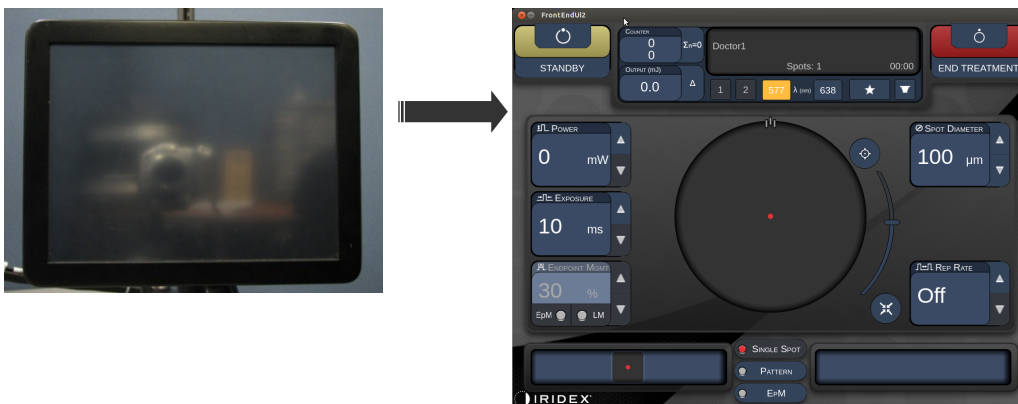 FrontEndUi2
STANDBY
COUNTER
0
0
Σn=0
OUTPUT (mJ)
0.0
Δ
Doctor1
Spots: 1 00:00
1 2 577 λ (nm) 638
END TREATMENT
POWER
0 mW
EXPOSURE
10 ms
ENDPOINT MGMT
30 %
EpM LM
SPOT DIAMETER
100 µm
REP RATE
Off
SINGLE SPOT
PATTERN
EPM
IRIDEX